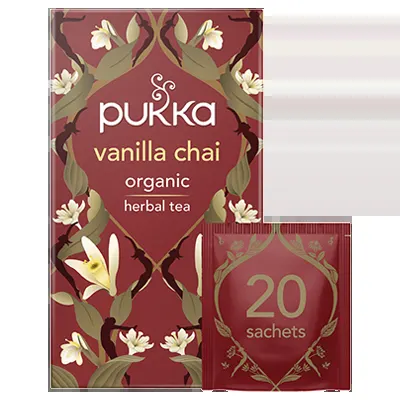 pukka
vanilla chai
organic
herbal tea
20
sachets